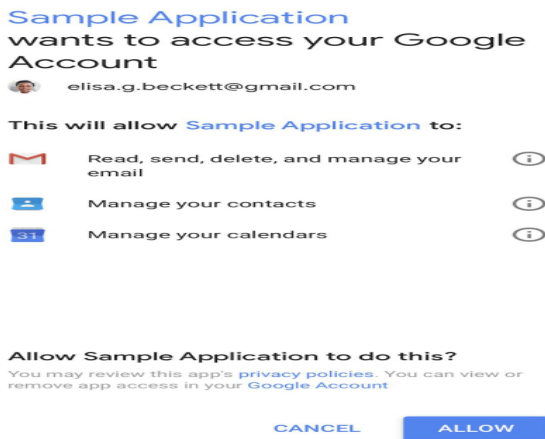 Sample Application
wants to access your Google
Account
elisa.g.beckett@gmail.com
This will allow Sample Application to:
Read, send, delete, and manage your
email
Manage your contacts
31
Manage your calendars
Allow Sample Application to do this?
You may review this app's privacy policies. You can view or
remove app access in your Google Account
CANCEL
ALLOW